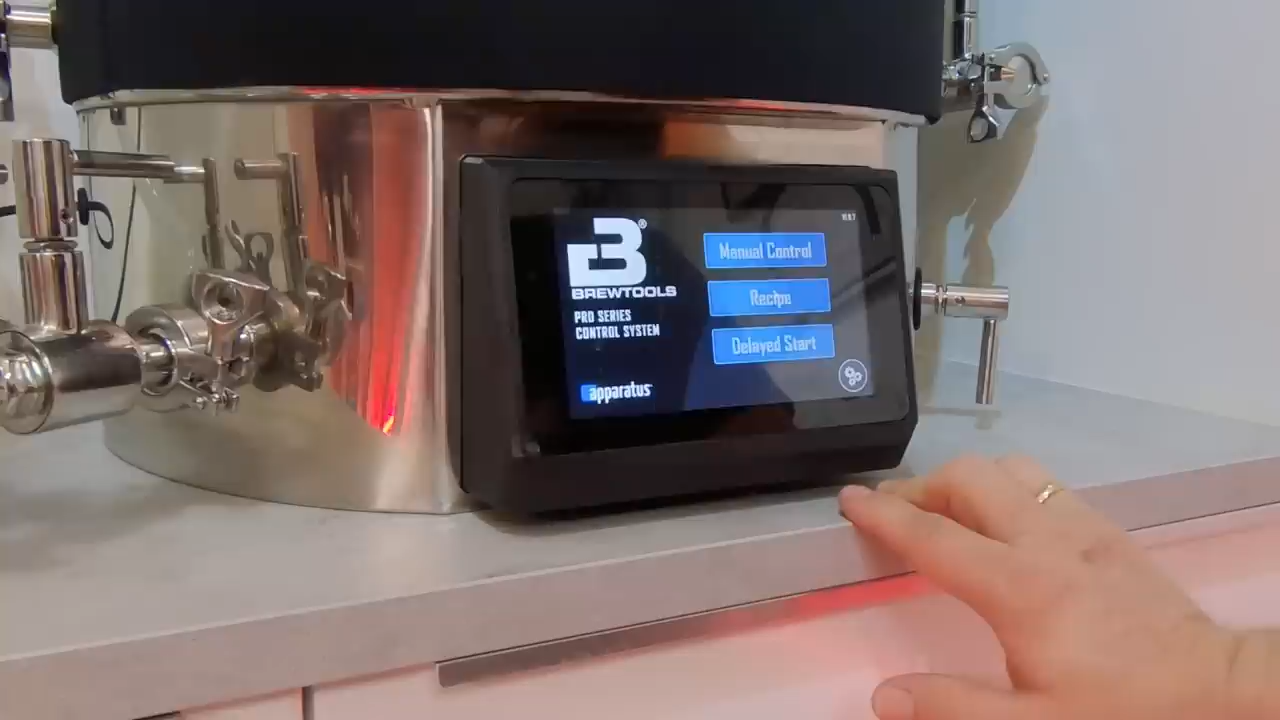 B®
BREWTOOLS
PRO SERIES
CONTROL SYSTEM
apparatus
Manual Control
Recipe
Delayed Start